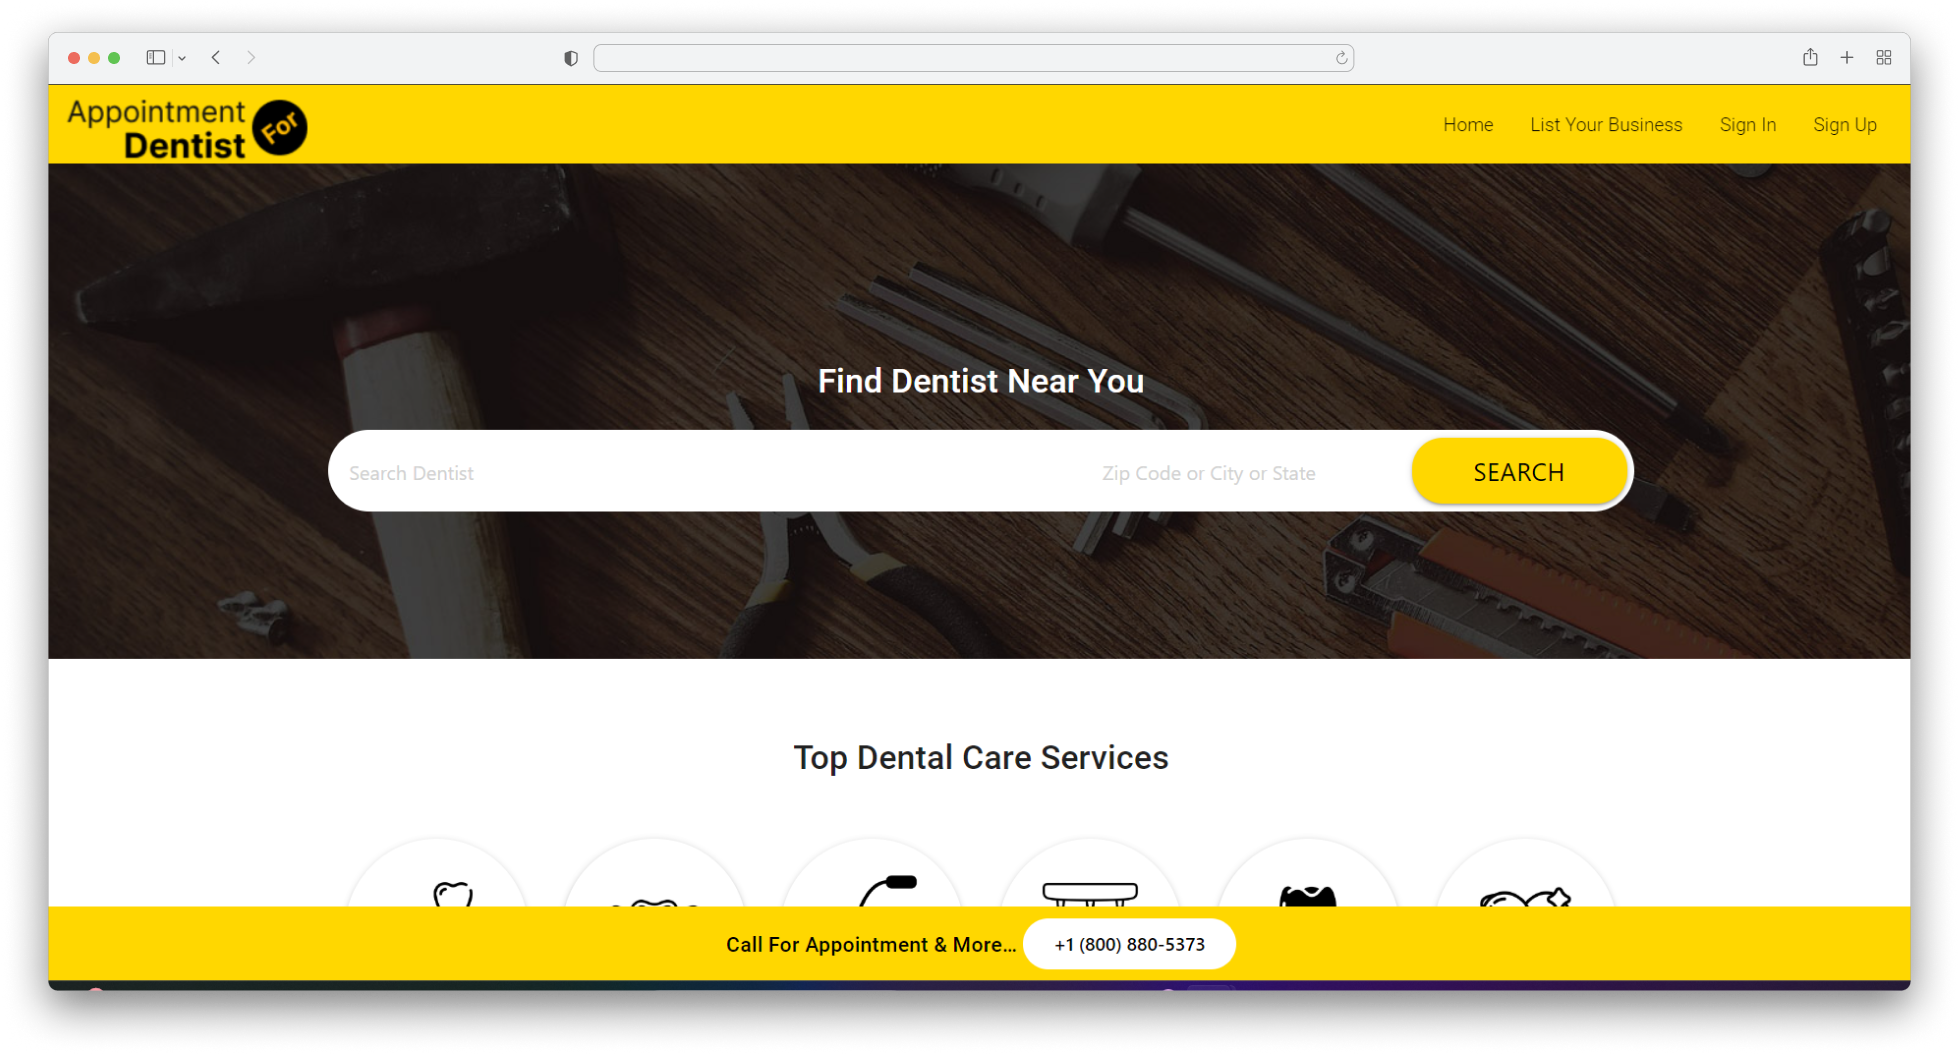 Appointment
Dentist For
Home List Your Business Sign In Sign Up
Find Dentist Near You
Search Dentist Zip Code or City or State SEARCH
Top Dental Care Services
Call For Appointment & More... +1 (800) 880-5373